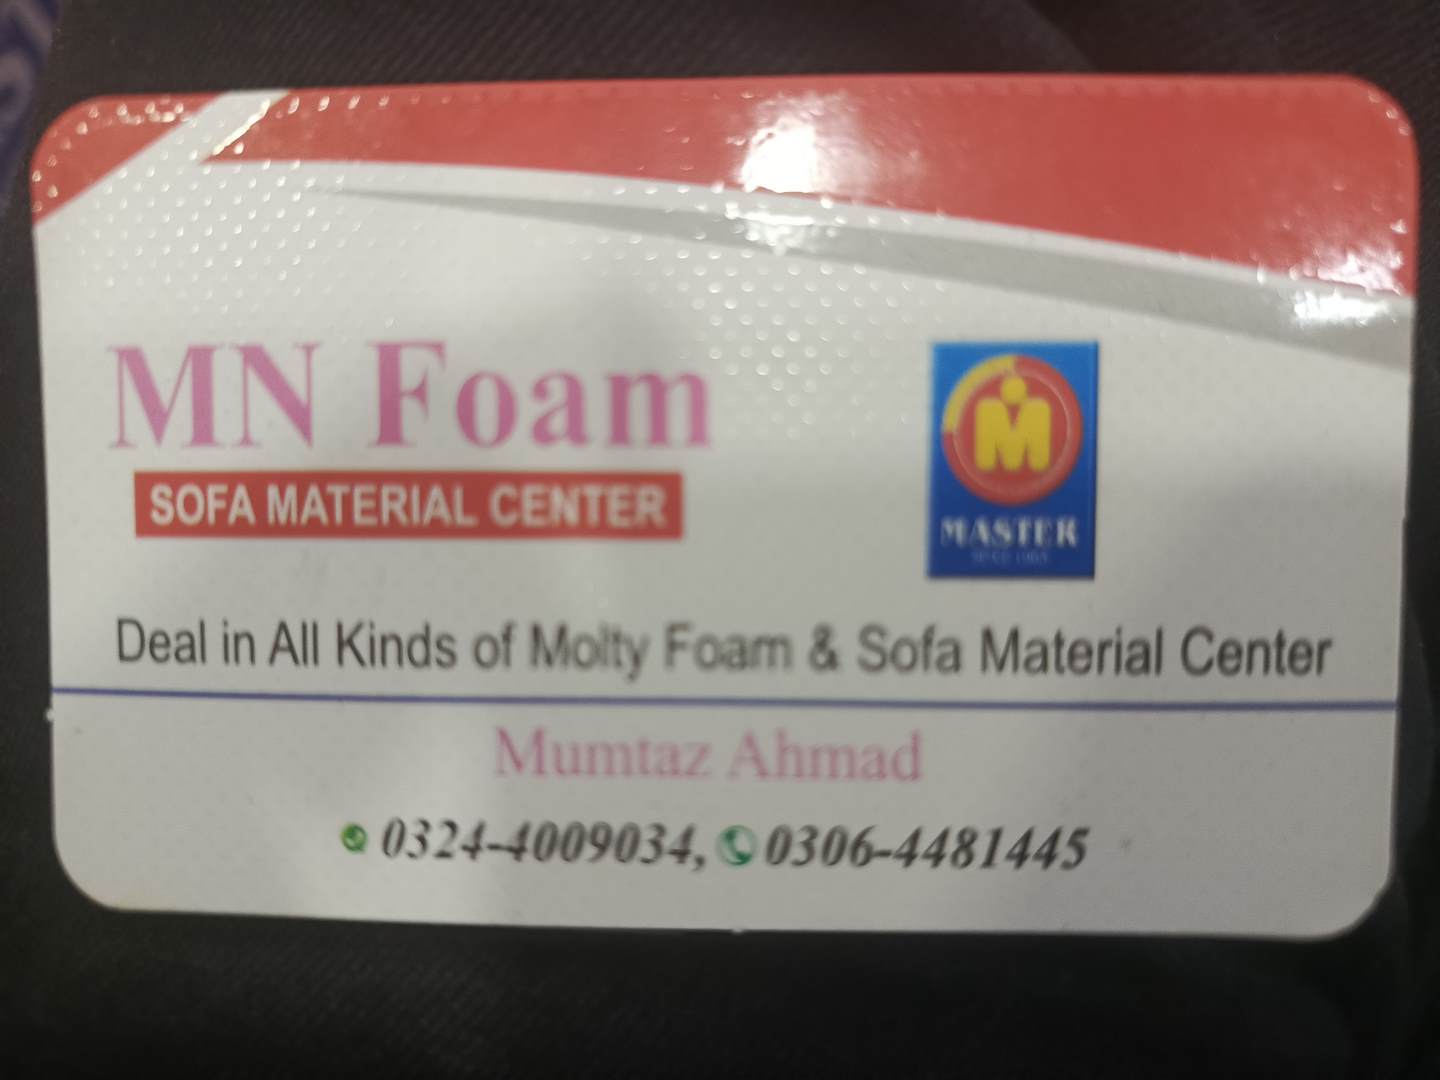 MN Foam
SOFA MATERIAL CENTER
MASTER
Deal in All Kinds of Molty Foam & Sofa Material Center
Mumtaz Ahmad
0324-4009034, 0306-4481445